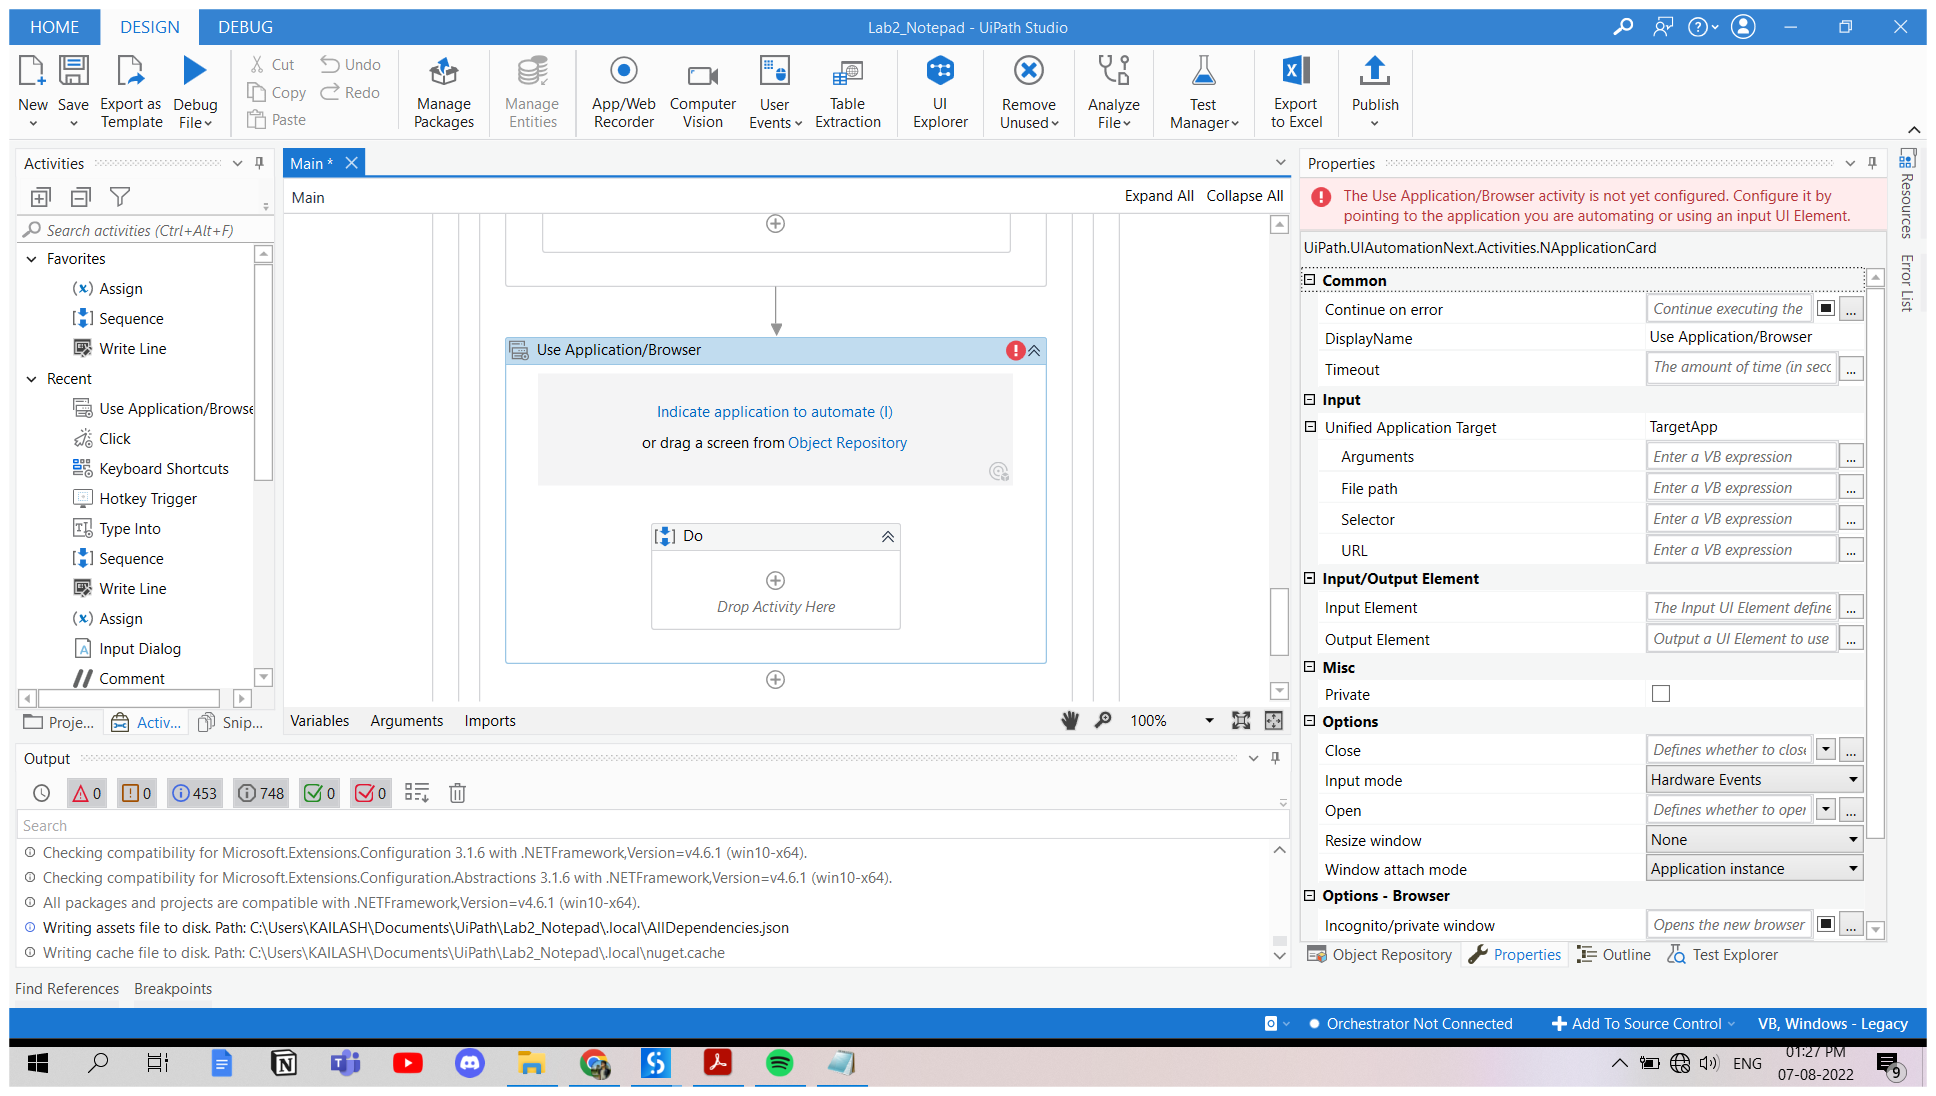 HOME
DESIGN
DEBUG
Lab2_Notepad - UiPath Studio
New
Save
Export as Template
Debug File
Cut
Copy
Paste
Undo
Redo
Manage Packages
Manage Entities
App/Web Recorder
Computer Vision
User Events
Table Extraction
UI Explorer
Remove Unused
Analyze File
Test Manager
Export to Excel
Publish
Activities
Search activities (Ctrl+Alt+F)
Favorites
Assign
Sequence
Write Line
Recent
Use Application/Browse
Click
Keyboard Shortcuts
Hotkey Trigger
Type Into
Sequence
Write Line
Assign
Input Dialog
Comment
Proje...
Activ...
Snip...
Main *
Main
Expand All
Collapse All
Use Application/Browser
Indicate application to automate (I)
or drag a screen from Object Repository
Do
Drop Activity Here
Variables
Arguments
Imports
100%
Properties
The Use Application/Browser activity is not yet configured. Configure it by
pointing to the application you are automating or using an input UI Element.
UiPath.UIAutomationNext.Activities.NApplicationCard
Common
Continue on error Continue executing the ...
DisplayName Use Application/Browser
Timeout The amount of time (in secc ...
Input
Unified Application Target TargetApp
Arguments Enter a VB expression ...
File path Enter a VB expression ...
Selector Enter a VB expression ...
URL Enter a VB expression ...
Input/Output Element
Input Element The Input UI Element define ...
Output Element Output a UI Element to use ...
Misc
Private
Options
Close Defines whether to close ...
Input mode Hardware Events
Open Defines whether to oper ...
Resize window None
Window attach mode Application instance
Options - Browser
Incognito/private window Opens the new browser ...
Object Repository
Properties
Outline
Test Explorer
Resources
Error List
Output
0
0
453
748
0
0
Search
Checking compatibility for Microsoft.Extensions.Configuration 3.1.6 with .NETFramework,Version=v4.6.1 (win10-x64).
Checking compatibility for Microsoft.Extensions.Configuration.Abstractions 3.1.6 with .NETFramework,Version=v4.6.1 (win10-x64).
All packages and projects are compatible with .NETFramework,Version=v4.6.1 (win10-x64).
Writing assets file to disk. Path: C:\Users\KAILASH\Documents\UiPath\Lab2_Notepad\.local\AllDependencies.json
Writing cache file to disk. Path: C:\Users\KAILASH\Documents\UiPath\Lab2_Notepad\.local\nuget.cache
Find References
Breakpoints
Orchestrator Not Connected
Add To Source Control
VB, Windows - Legacy
ENG
01:27 PM
07-08-2022
9